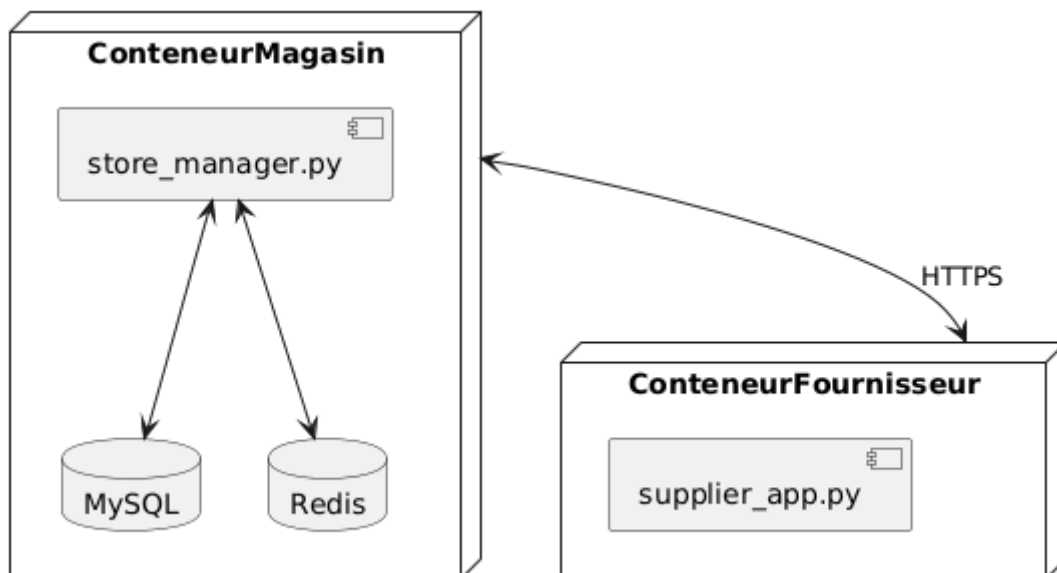 ConteneurMagasin
store_manager.py
MySQL
Redis
HTTPS
ConteneurFournisseur
supplier_app.py